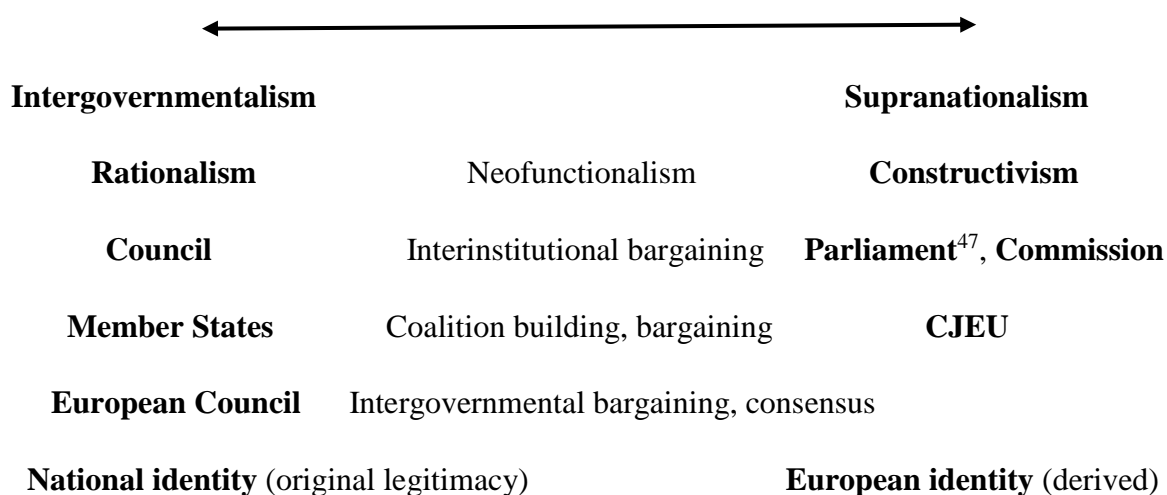 Intergovernmentalism Supranationalism
Rationalism Neofunctionalism Constructivism
Council Interinstitutional bargaining Parliament47, Commission
Member States Coalition building, bargaining CJEU
European Council Intergovernmental bargaining, consensus
National identity (original legitimacy) European identity (derived)